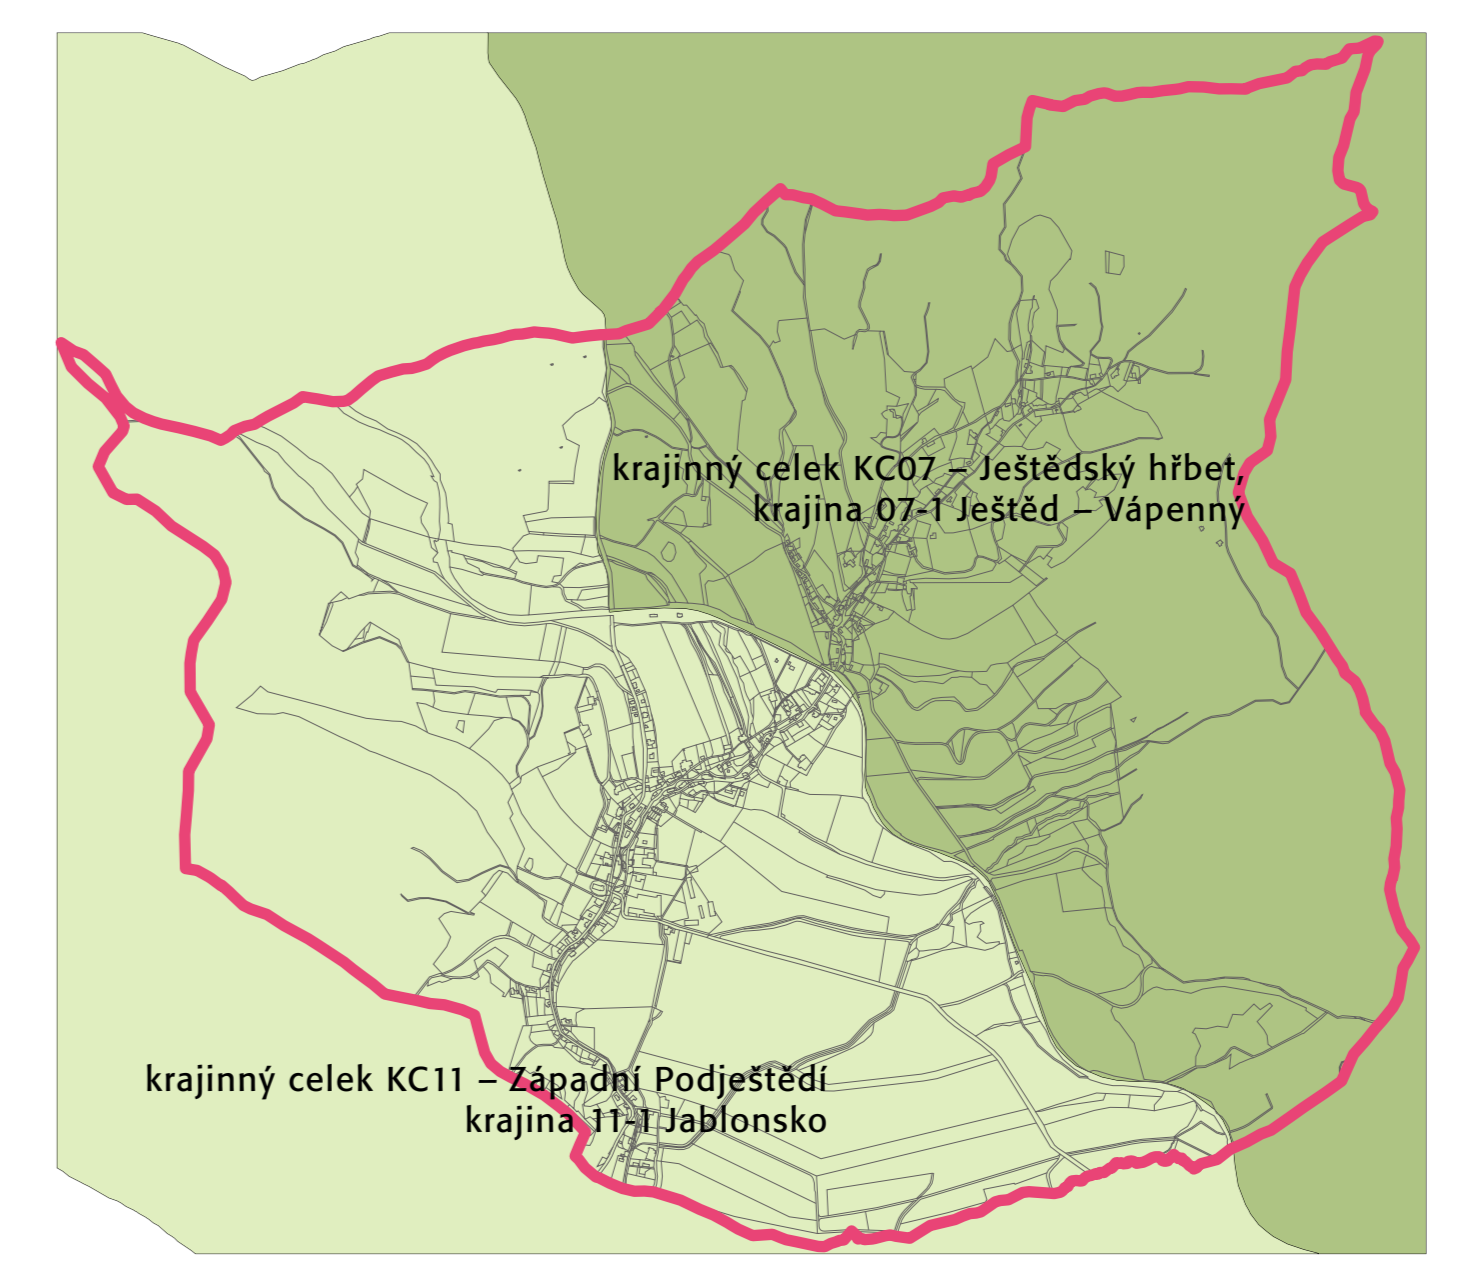 krajinný celek KC07 – Ještědský hřbet,
krajina 07-1 Ještěd – Vápenný
krajinný celek KC11 – Západní Podještědí
krajina 11-1 Jablonsko